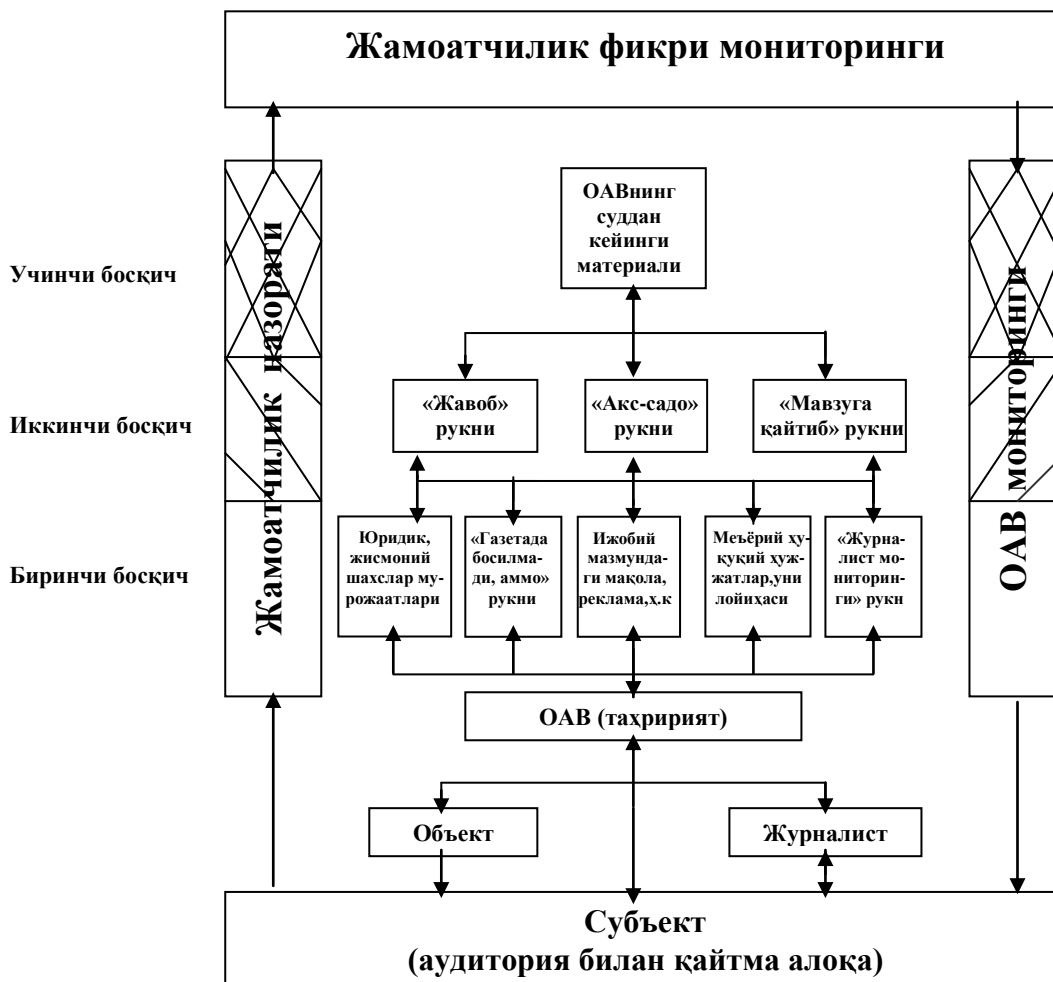 Жамоатчилик фикри мониторинги
Жамоатчилик назорати
ОАВ мониторинги
Учинчи босқич
ОАВнинг
суддан
кейинги
материали
Иккинчи босқич
«Жавоб»
рукни
«Акс-садо»
рукни
«Мавзуга
қайтиб» рукни
Биринчи босқич
Юридик,
жисмоний
шахслар му-
рожаатлари
«Газетада
босилма-
ди, аммо»
рукни
Ижобий
мазмунда-
ги мақола,
реклама,ҳ.к
Меъёрий ҳу-
қуқий ҳуж-
жатлар,уни
лойиҳаси
«Журна-
лист мо-
ниторин-
ги» рукн
ОАВ (таҳририят)
Объект
Журналист
Субъект
(аудитория билан қайтма алоқа)